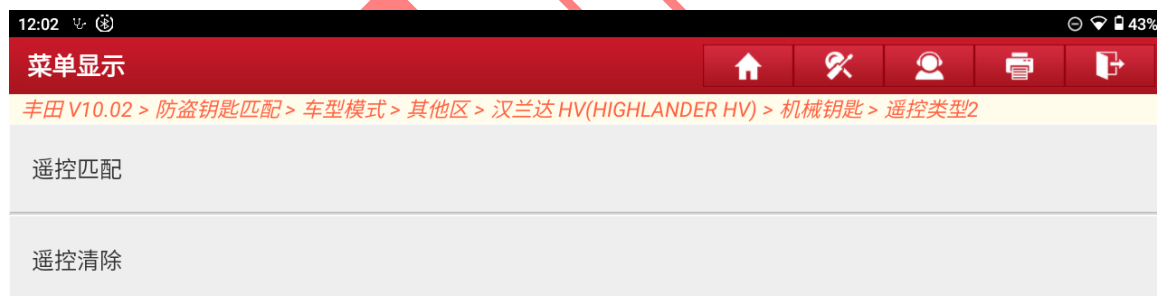 12:02 43%
菜单显示
丰田 V10.02 > 防盗钥匙匹配 > 车型模式 > 其他区 > 汉兰达 HV(HIGHLANDER HV) > 机械钥匙 > 遥控类型2
遥控匹配
遥控清除